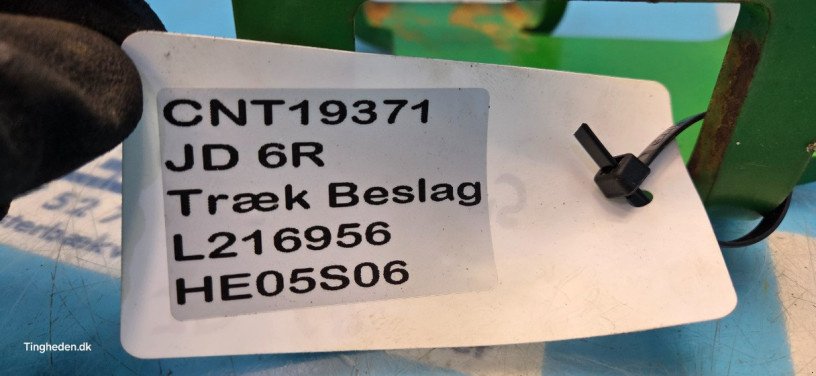 CNT19371
JD 6R
Træk Beslag
L216956
HE05S06
Tingheden.dk